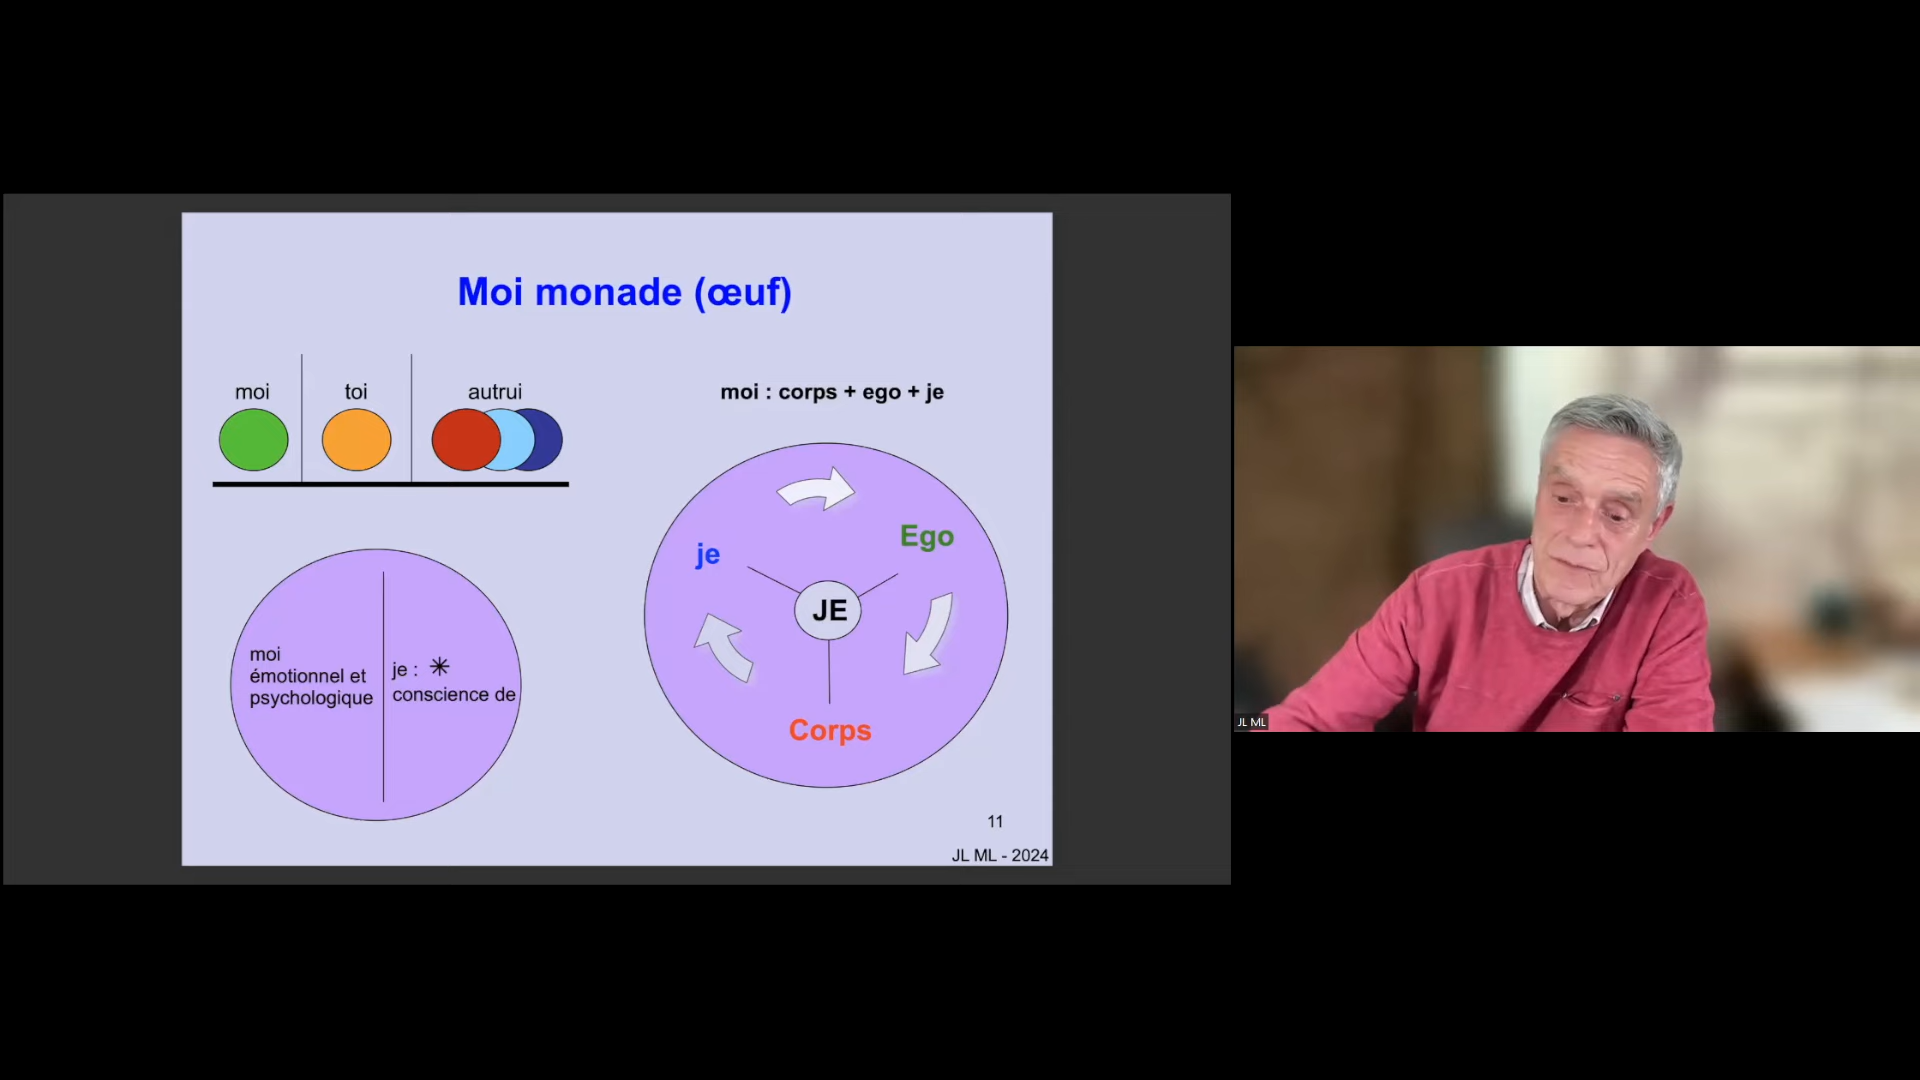 Moi monade (œuf)
moi
toi
autrui
moi : corps + ego + je
je
Ego
JE
Corps
moi
émotionnel et
psychologique
je : ✳
conscience de
11
JL ML - 2024
JL ML